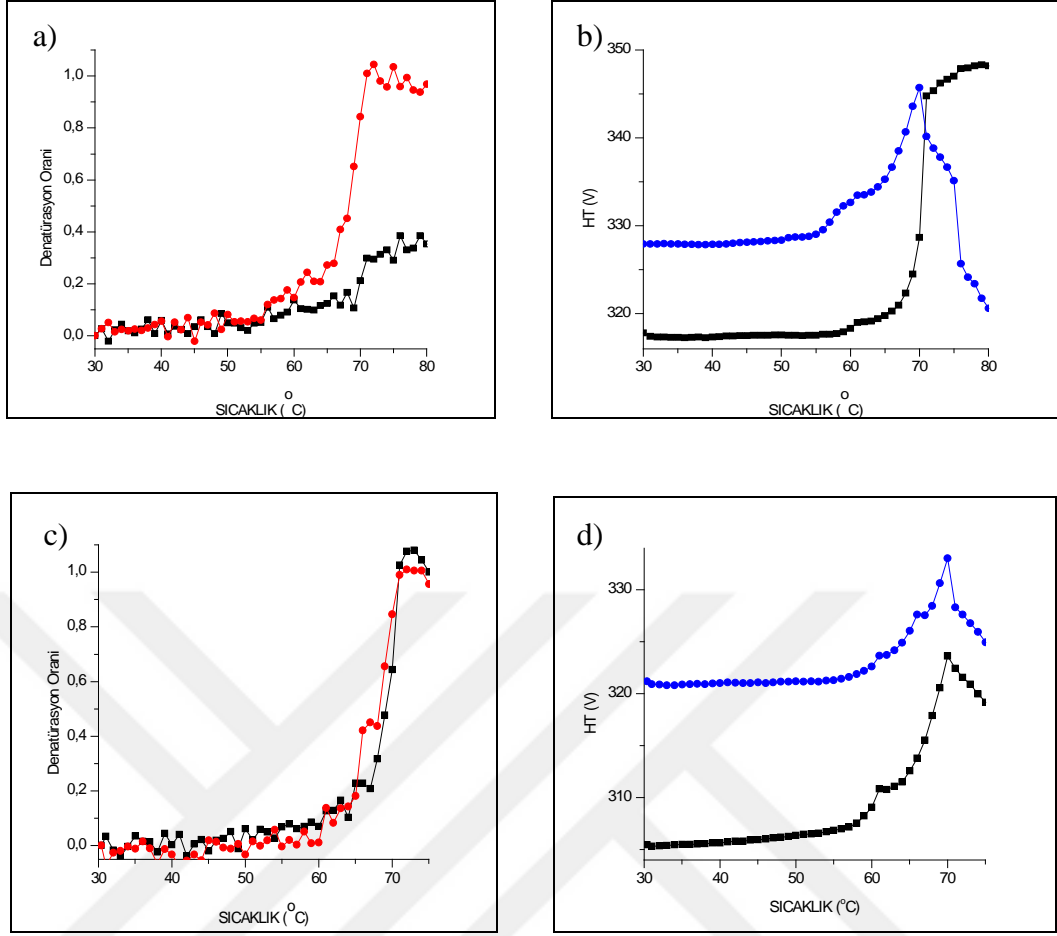 a)
1,0
0,8
0,6
0,4
0,2
0,0
Denatürasyon Orani
30 40 50 60 70 80
SICAKLIK (°C)
b)
350
340
330
320
HT (V)
30 40 50 60 70 80
SICAKLIK (°C)
c)
1,0
0,8
0,6
0,4
0,2
0,0
Denatürasyon Orani
30 40 50 60 70
SICAKLIK (°C)
d)
330
320
310
HT (V)
30 40 50 60 70
SICAKLIK (°C)